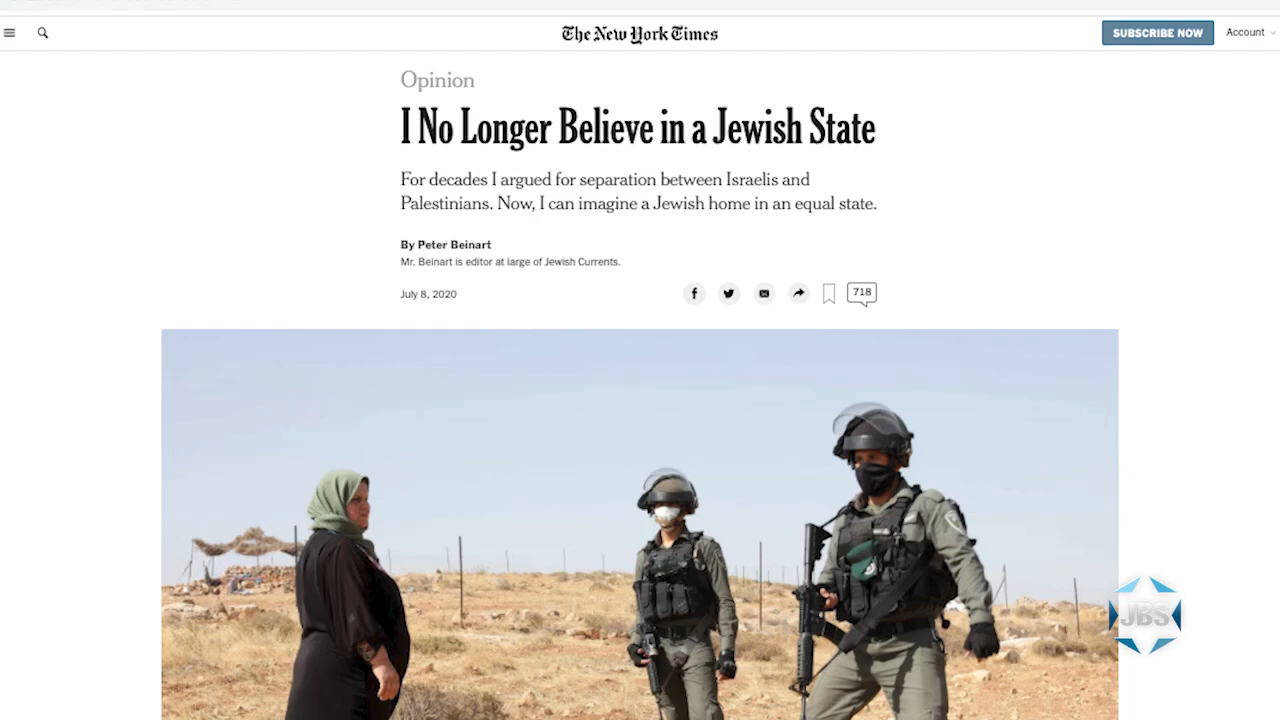 The New York Times
SUBSCRIBE NOW
Account
Opinion
I No Longer Believe in a Jewish State
For decades I argued for separation between Israelis and
Palestinians. Now, I can imagine a Jewish home in an equal state.
By Peter Beinart
Mr. Beinart is editor at large of Jewish Currents.
July 8, 2020
718
JBS